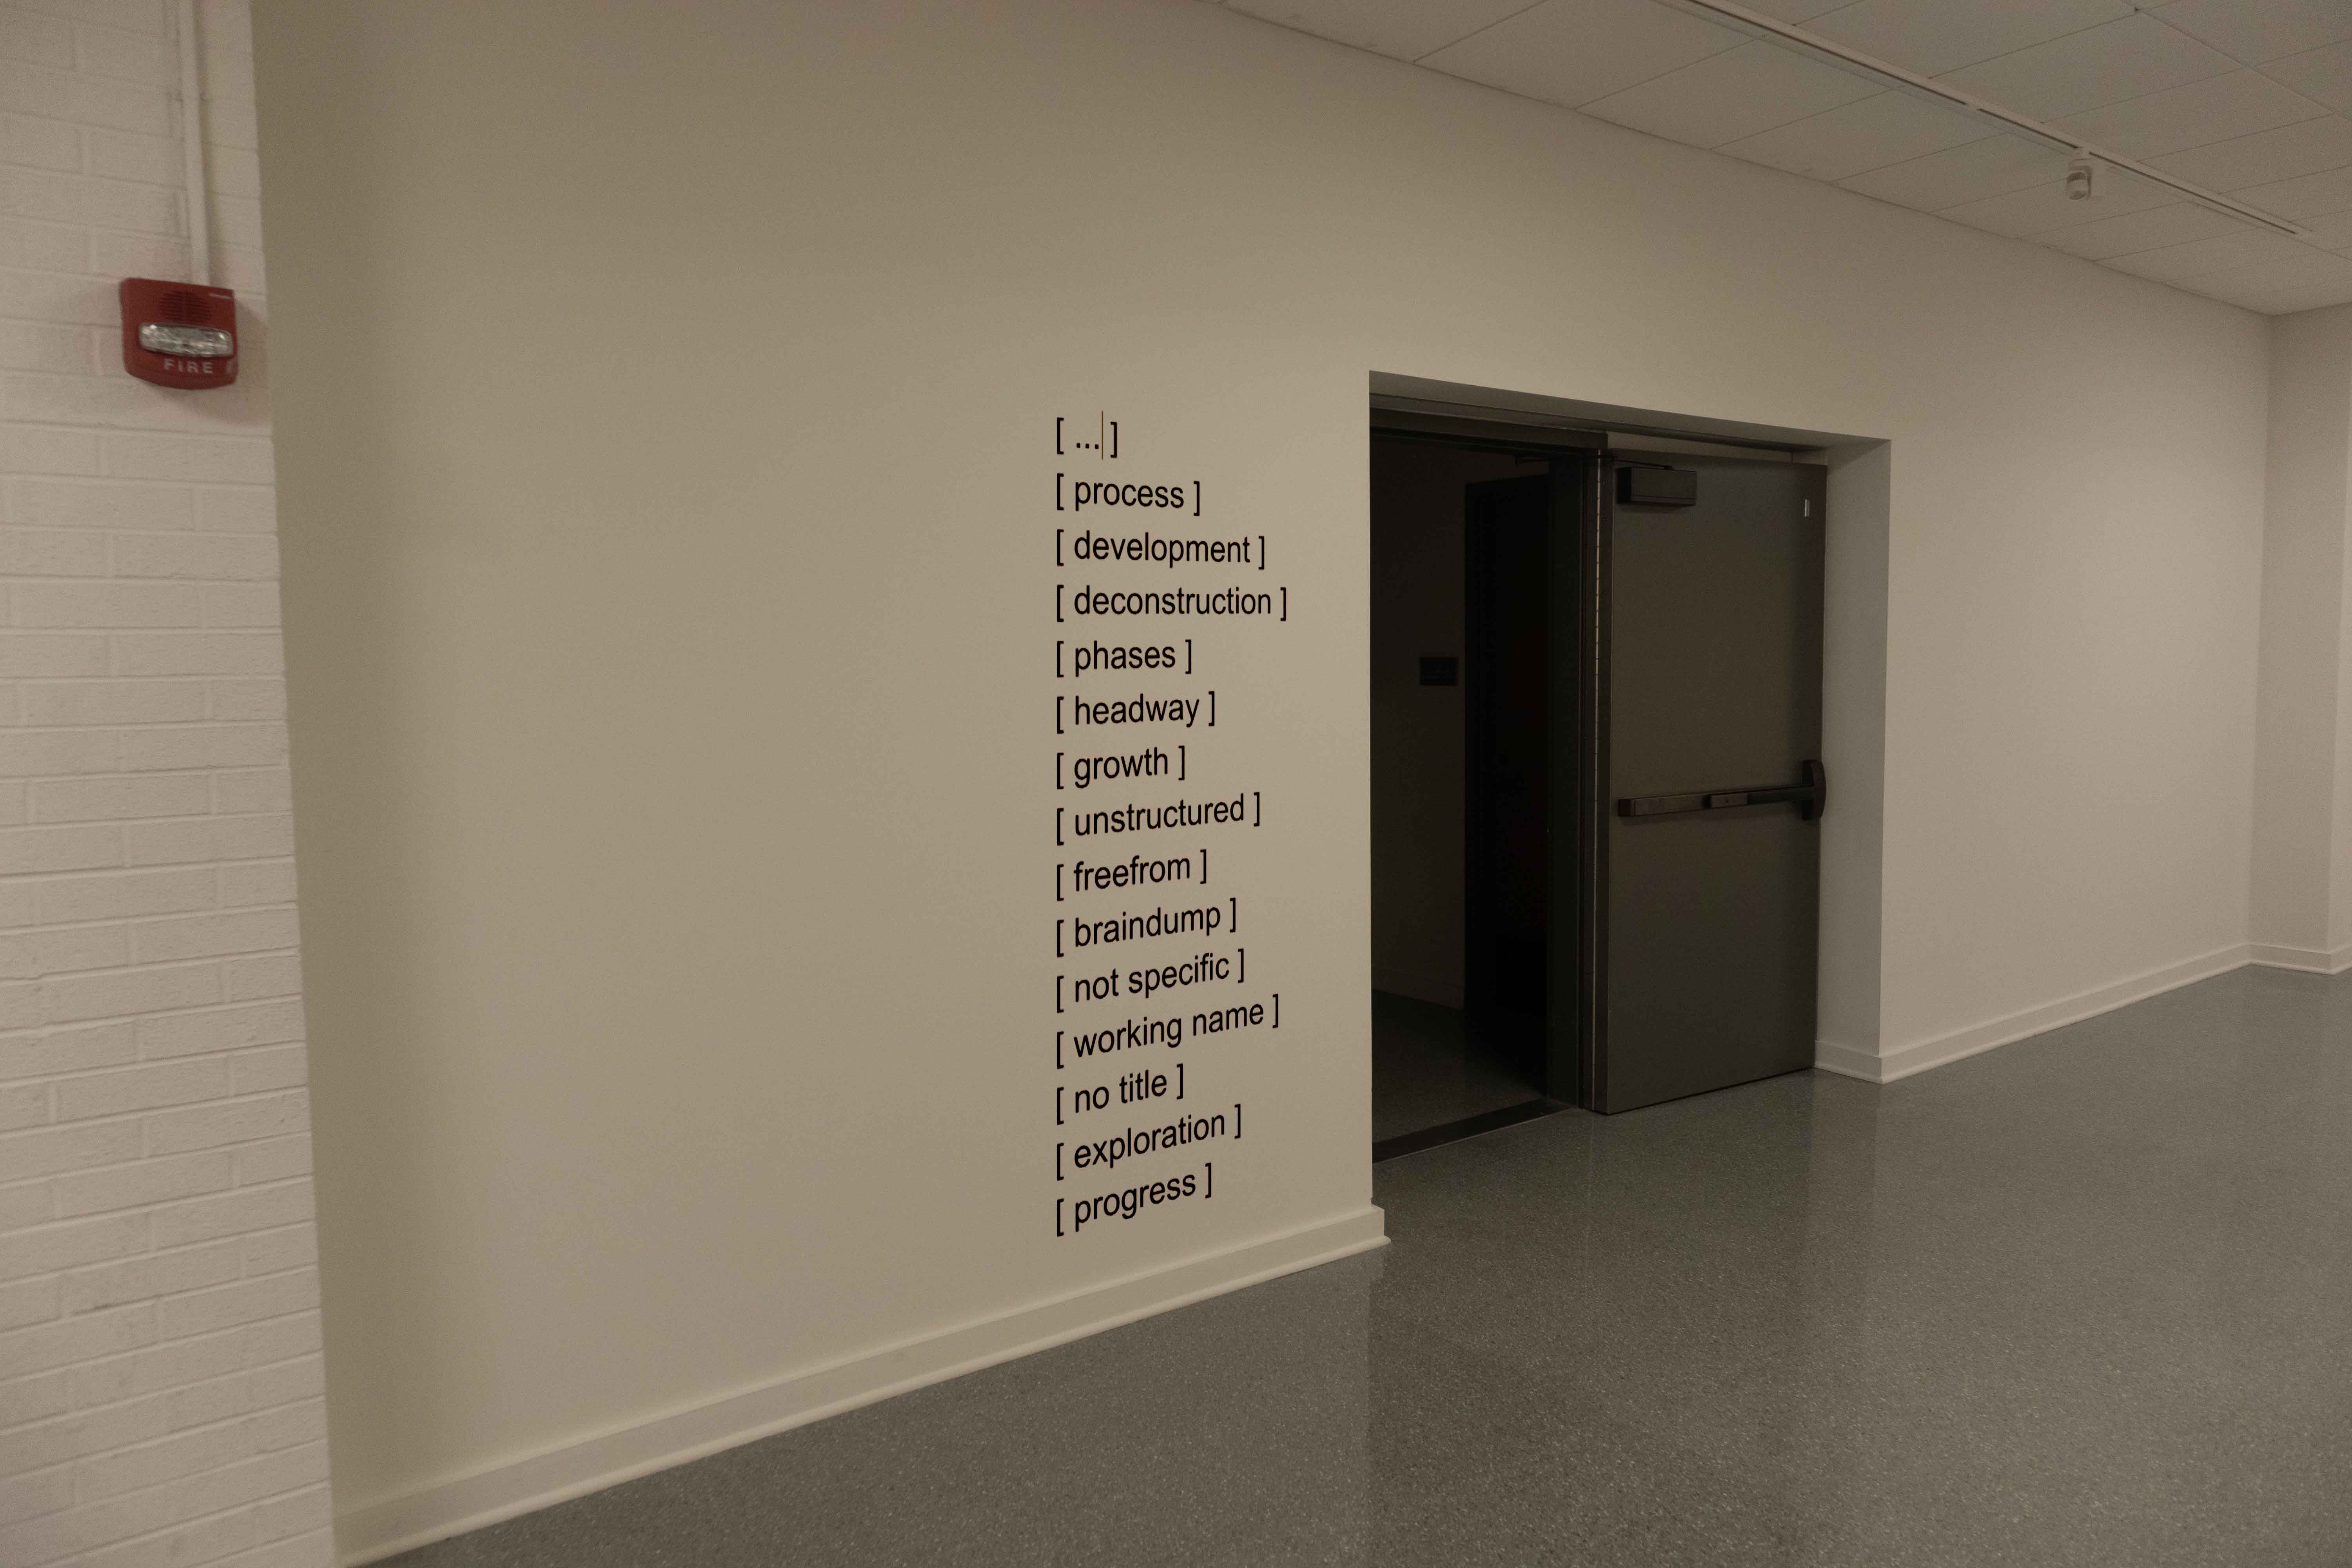 FIRE
[ ...| ]
[ process ]
[ development ]
[ deconstruction ]
[ phases ]
[ headway ]
[ growth ]
[ unstructured ]
[ freefrom ]
[ braindump ]
[ not specific ]
[ working name ]
[ no title ]
[ exploration ]
[ progress ]